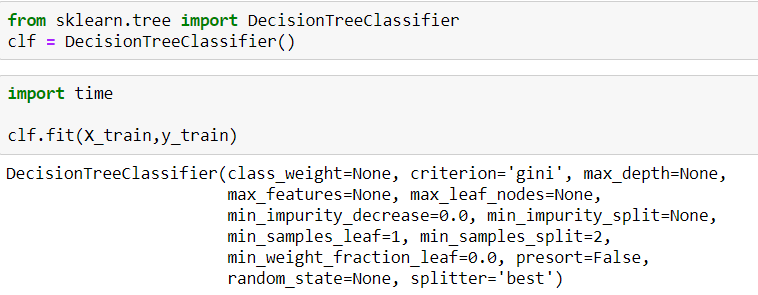 from sklearn.tree import DecisionTreeClassifier
clf = DecisionTreeClassifier()
import time
clf.fit(X_train,y_train)
DecisionTreeClassifier(class_weight=None, criterion='gini', max_depth=None,
max_features=None, max_leaf_nodes=None,
min_impurity_decrease=0.0, min_impurity_split=None,
min_samples_leaf=1, min_samples_split=2,
min_weight_fraction_leaf=0.0, presort=False,
random_state=None, splitter='best')